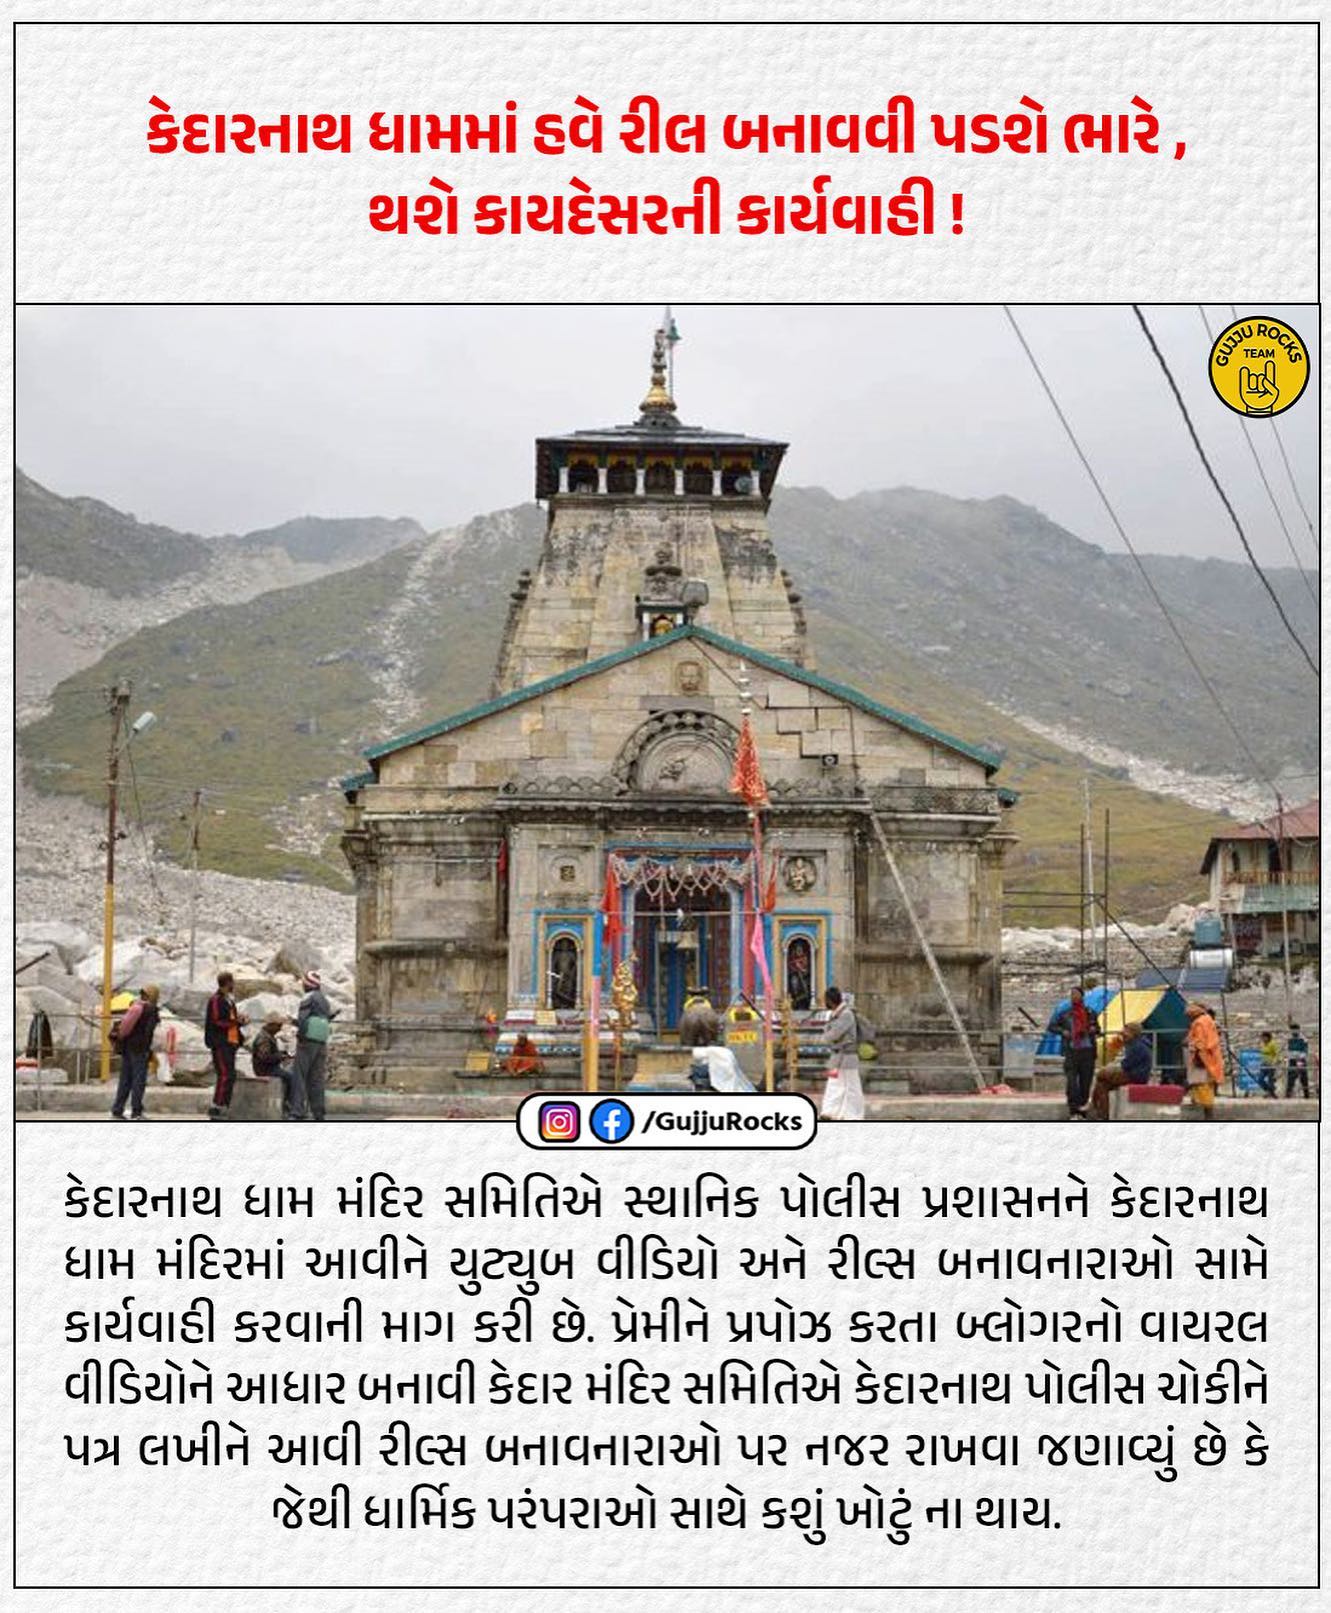 કેદારનાથ ધામમાં હવે રીલ બનાવવી પડશે ભારે ,
થશે કાયદેસરની કાર્યવાહી !
GUJJU ROCKS
TEAM
/GujjuRocks
કેદારનાથ ધામ મંદિર સમિતિએ સ્થાનિક પોલીસ પ્રશાસનને કેદારનાથ
ધામ મંદિરમાં આવીને યુટ્યુબ વીડિયો અને રીલ્સ બનાવનારાઓ સામે
કાર્યવાહી કરવાની માગ કરી છે. પ્રેમીને પ્રપોઝ કરતા બ્લોગરનો વાયરલ
વીડિયોને આધાર બનાવી કેદાર મંદિર સમિતિએ કેદારનાથ પોલીસ ચોકીને
પત્ર લખીને આવી રીલ્સ બનાવનારાઓ પર નજર રાખવા જણાવ્યું છે કે
જેથી ધાર્મિક પરંપરાઓ સાથે કશું ખોટું ના થાય.